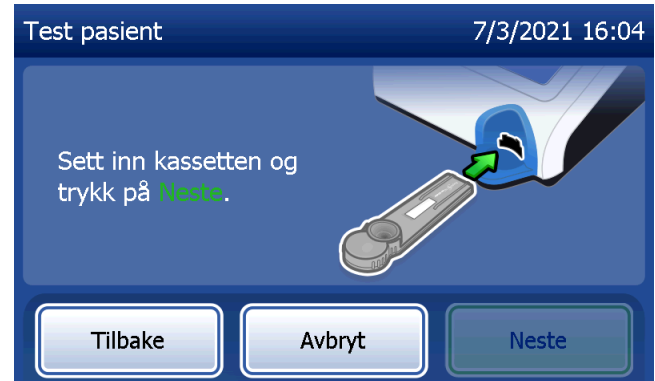 Test pasient 7/3/2021 16:04
Sett inn kassetten og
trykk på Neste.
Tilbake Avbryt Neste